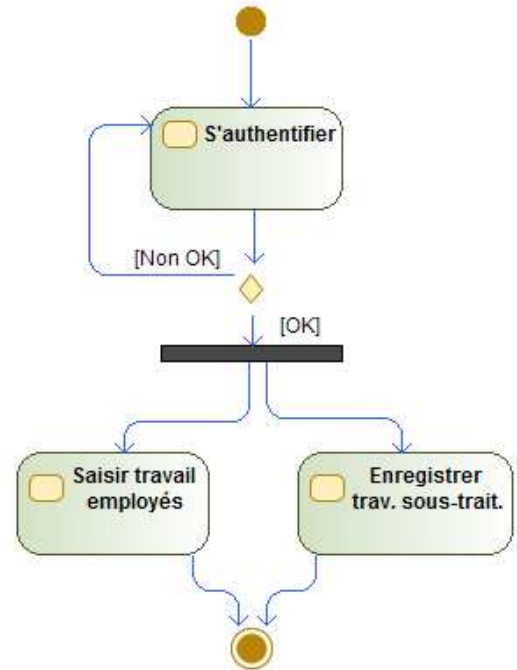 S'authentifier
[Non OK]
[OK]
Saisir travail
employés
Enregistrer
trav. sous-trait.